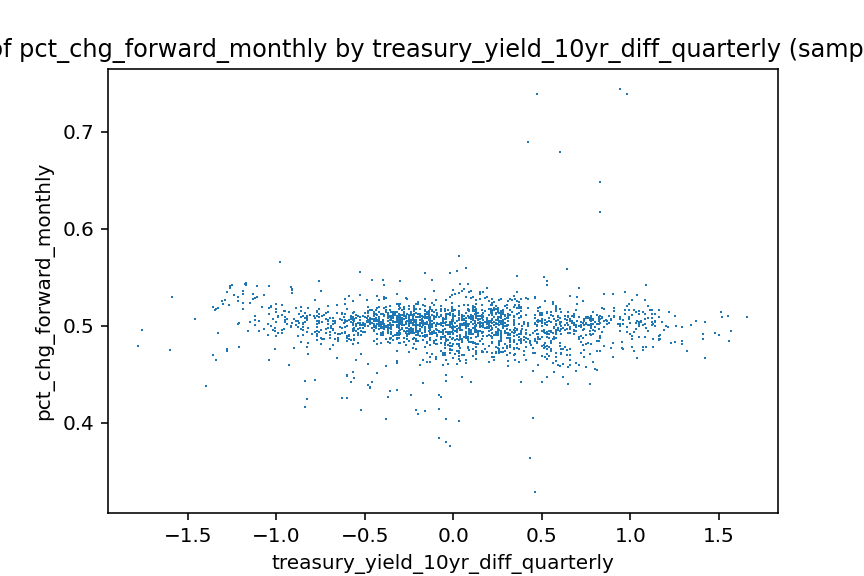 of pct_chg_forward_monthly by treasury_yield_10yr_diff_quarterly (samp
0.7
0.6
0.5
0.4
pct_chg_forward_monthly
−1.5 −1.0 −0.5 0.0 0.5 1.0 1.5
treasury_yield_10yr_diff_quarterly